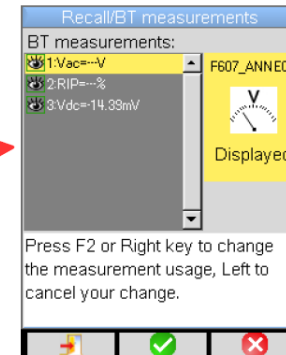 Recall/BT measurements
BT measurements:
1:Vac=---V
2:RIP=---%
3:Vdc=-14.39mV
F607_ANNEC
V
Displayed
Press F2 or Right key to change
the measurement usage, Left to
cancel your change.